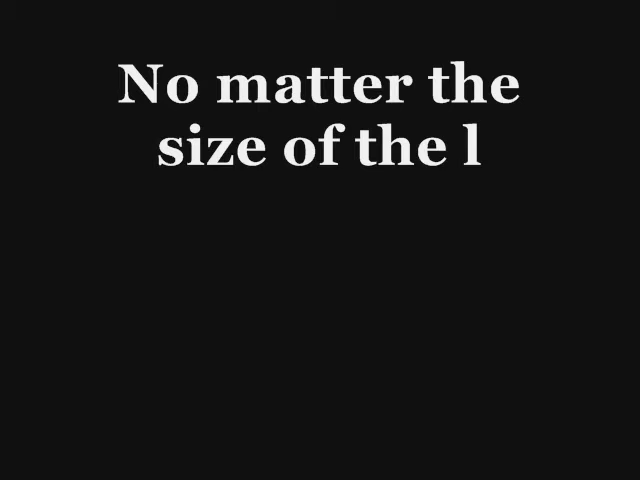 No matter the
size of the l